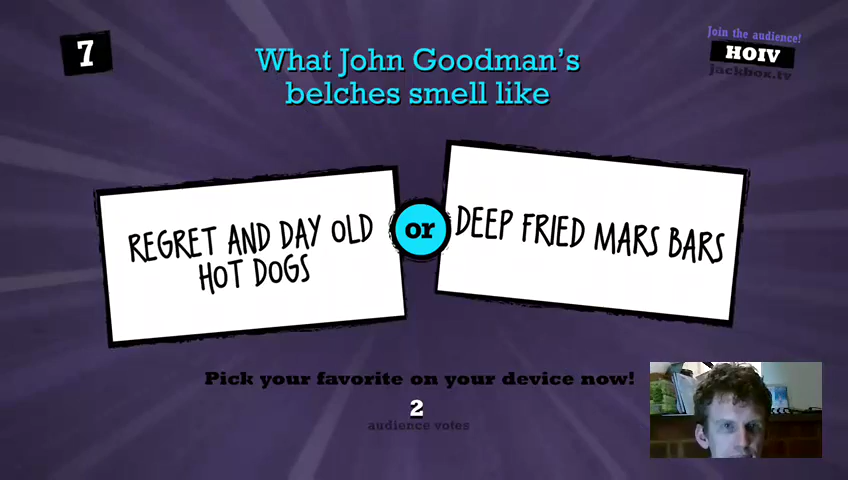 7
What John Goodman's
belches smell like
Join the audience!
HOIV
jackbox.tv
REGRET AND DAY OLD
HOT DOGS
or
DEEP FRIED MARS BARS
Pick your favorite on your device now!
2
audience votes